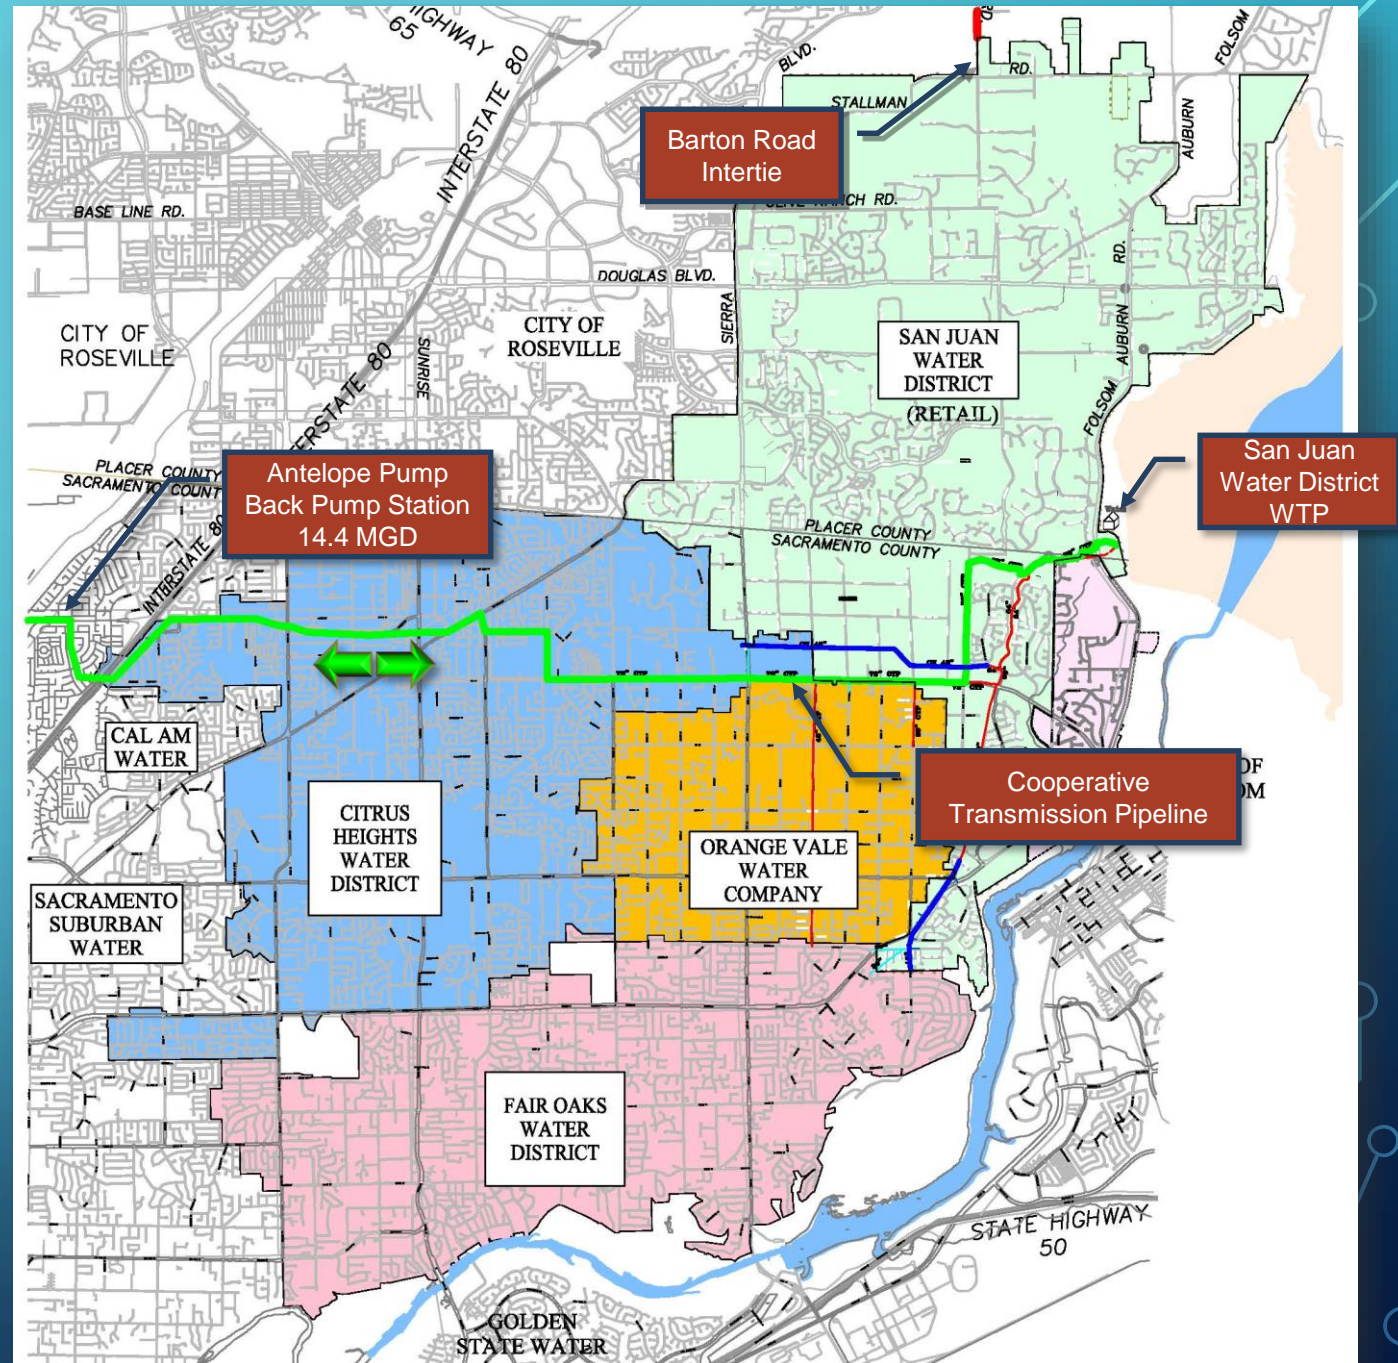 HIGHWAY
65
INTERSTATE 80
BLVD.
RD.
FOLSOM
STALLMAN
AUBURN
Barton Road
Intertie
BASE LINE RD.
RANCH RD.
DOUGLAS BLVD.
SIERRA
RD.
AUBURN
FOLSOM
CITY OF
ROSEVILLE
CITY OF
ROSEVILLE
SUNRISE
INTERSTATE 80
SAN JUAN
WATER
DISTRICT
(RETAIL)
San Juan
Water District
WTP
PLACER COUNTY
SACRAMENTO COUNT
Antelope Pump
Back Pump Station
14.4 MGD
INTERSTATE 80
PLACER COUNTY
SACRAMENTO COUNTY
CAL AM
WATER
Cooperative
Transmission Pipeline
OF
OM
CITRUS
HEIGHTS
WATER
DISTRICT
ORANGE VALE
WATER
COMPANY
SACRAMENTO
SUBURBAN
WATER
FAIR OAKS
WATER
DISTRICT
STATE HIGHWAY
50
GOLDEN
STATE WATER